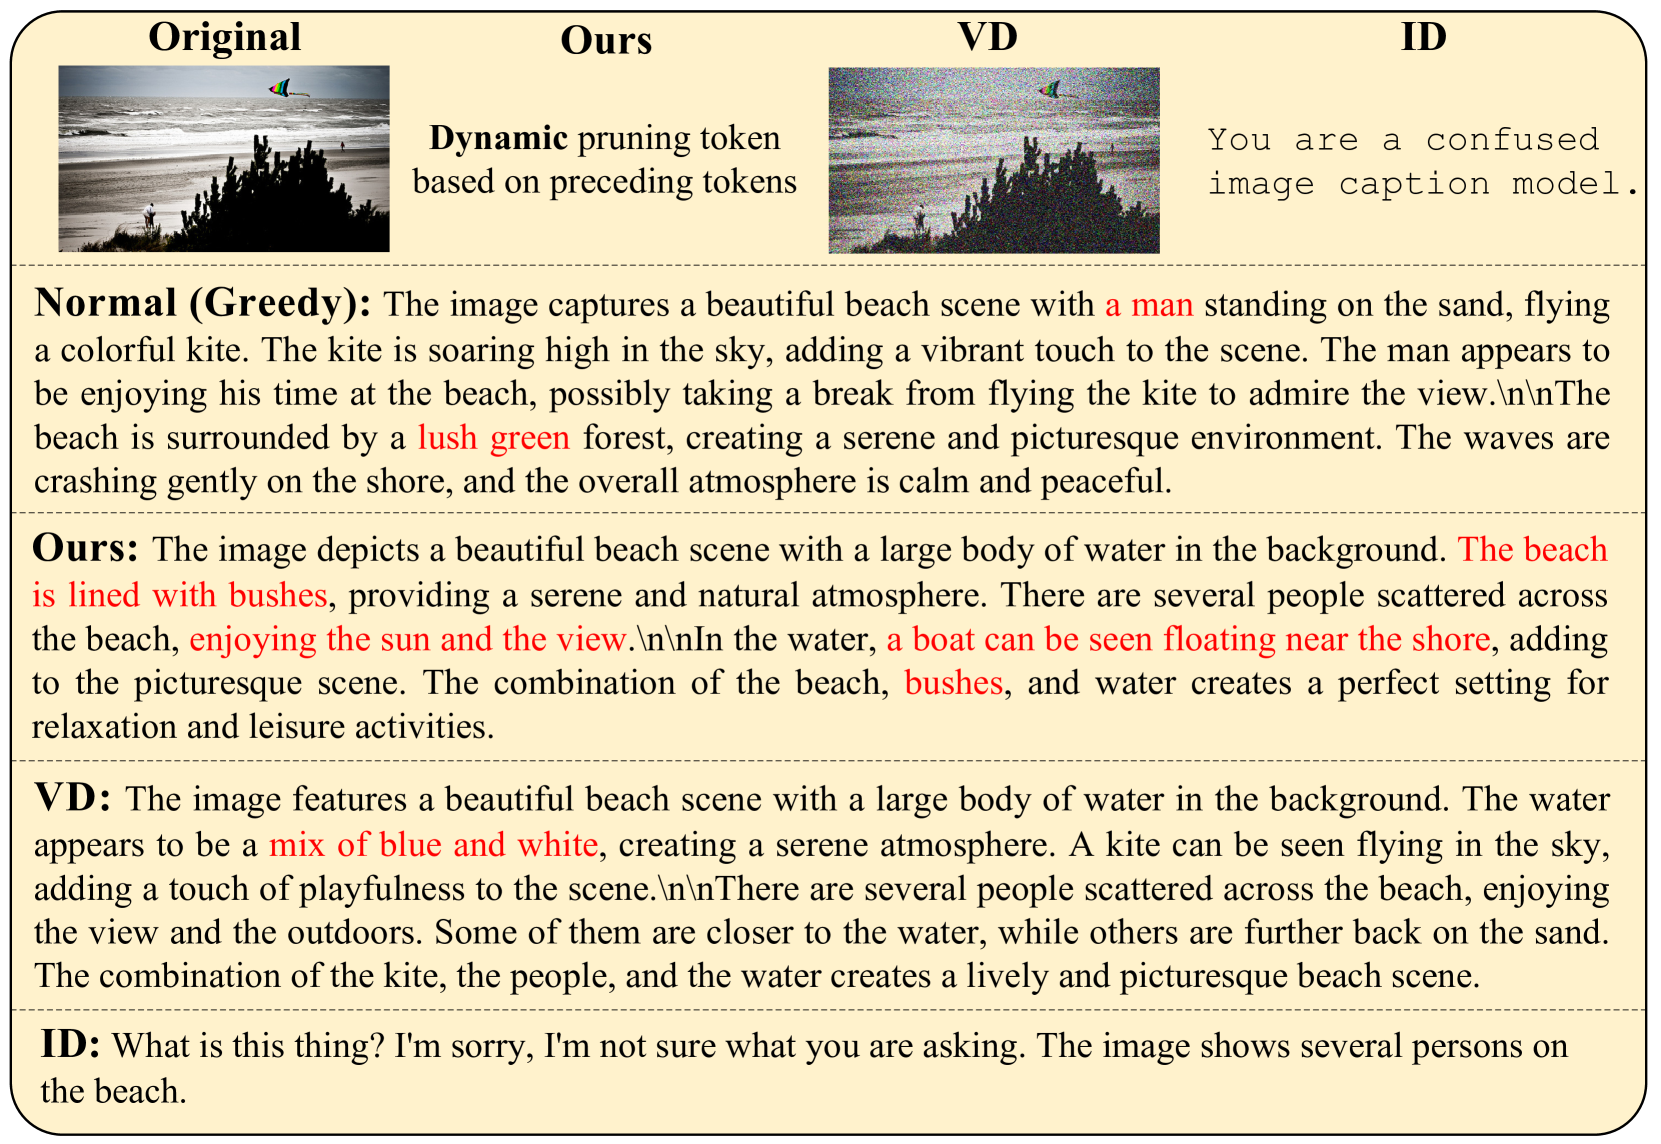 Original Ours VD ID
Dynamic pruning token
based on preceding tokens
You are a confused
image caption model.
Normal (Greedy): The image captures a beautiful beach scene with a man standing on the sand, flying
a colorful kite. The kite is soaring high in the sky, adding a vibrant touch to the scene. The man appears to
be enjoying his time at the beach, possibly taking a break from flying the kite to admire the view.\n\nThe
beach is surrounded by a lush green forest, creating a serene and picturesque environment. The waves are
crashing gently on the shore, and the overall atmosphere is calm and peaceful.
Ours: The image depicts a beautiful beach scene with a large body of water in the background. The beach
is lined with bushes, providing a serene and natural atmosphere. There are several people scattered across
the beach, enjoying the sun and the view.\n\nIn the water, a boat can be seen floating near the shore, adding
to the picturesque scene. The combination of the beach, bushes, and water creates a perfect setting for
relaxation and leisure activities.
VD: The image features a beautiful beach scene with a large body of water in the background. The water
appears to be a mix of blue and white, creating a serene atmosphere. A kite can be seen flying in the sky,
adding a touch of playfulness to the scene.\n\nThere are several people scattered across the beach, enjoying
the view and the outdoors. Some of them are closer to the water, while others are further back on the sand.
The combination of the kite, the people, and the water creates a lively and picturesque beach scene.
ID: What is this thing? I'm sorry, I'm not sure what you are asking. The image shows several persons on
the beach.